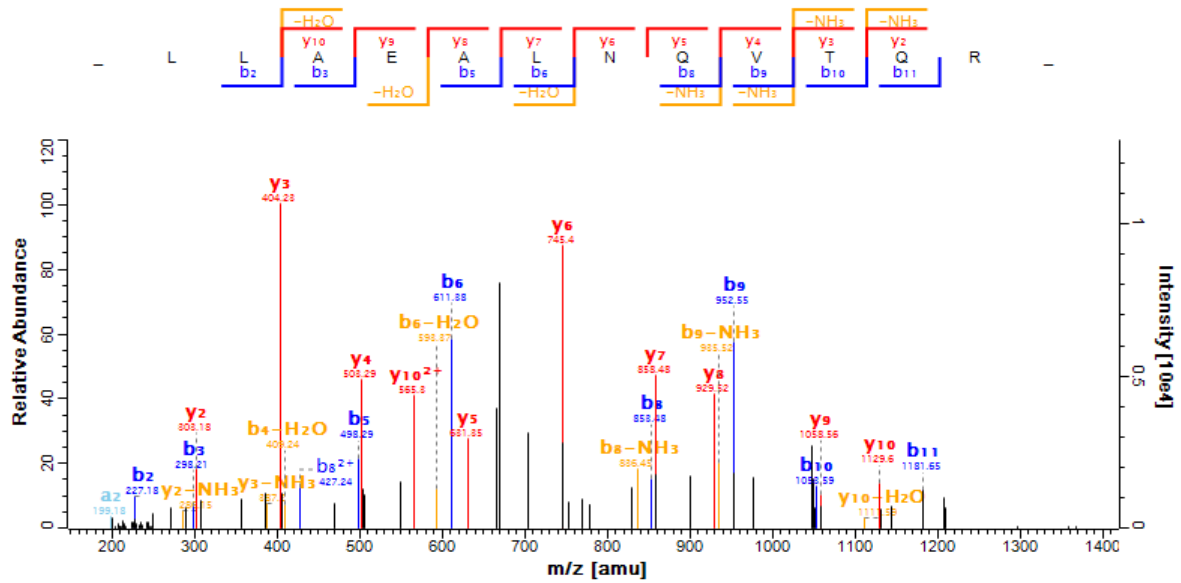 −H₂O −NH₃ −NH₃
y₁₀ y₉ y₈ y₇ y₆ y₅ y₄ y₃ y₂
_ L L A E A L N Q V T Q R _
b₂ b₃ b₅ b₆ b₈ b₉ b₁₀ b₁₁
−H₂O −H₂O −NH₃ −NH₃
120
100
80
60
40
20
0
Relative Abundance
1
0.5
0
Intensity [10e4]
y₃
404.28
y₆
745.4
b₆
611.88
b₉
952.55
b₆−H₂O
598.87
b₉−NH₃
985.52
y₄
503.29
y₁₀²⁺
565.8
y₇
858.48
y₈
929.52
y₂
303.18
b₄−H₂O
409.24
b₅
498.29
y₅
631.85
b₈
853.48
y₉
1058.56
b₃
298.21
b₈²⁺
427.24
b₈−NH₃
836.45
y₁₀
1129.6
b₁₁
1181.65
b₁₀
1053.59
a₂
199.18
b₂
227.18
y₂−NH₃
y₃−NH₃
y₁₀−H₂O
200 300 400 500 600 700 800 900 1000 1100 1200 1300 1400
m/z [amu]